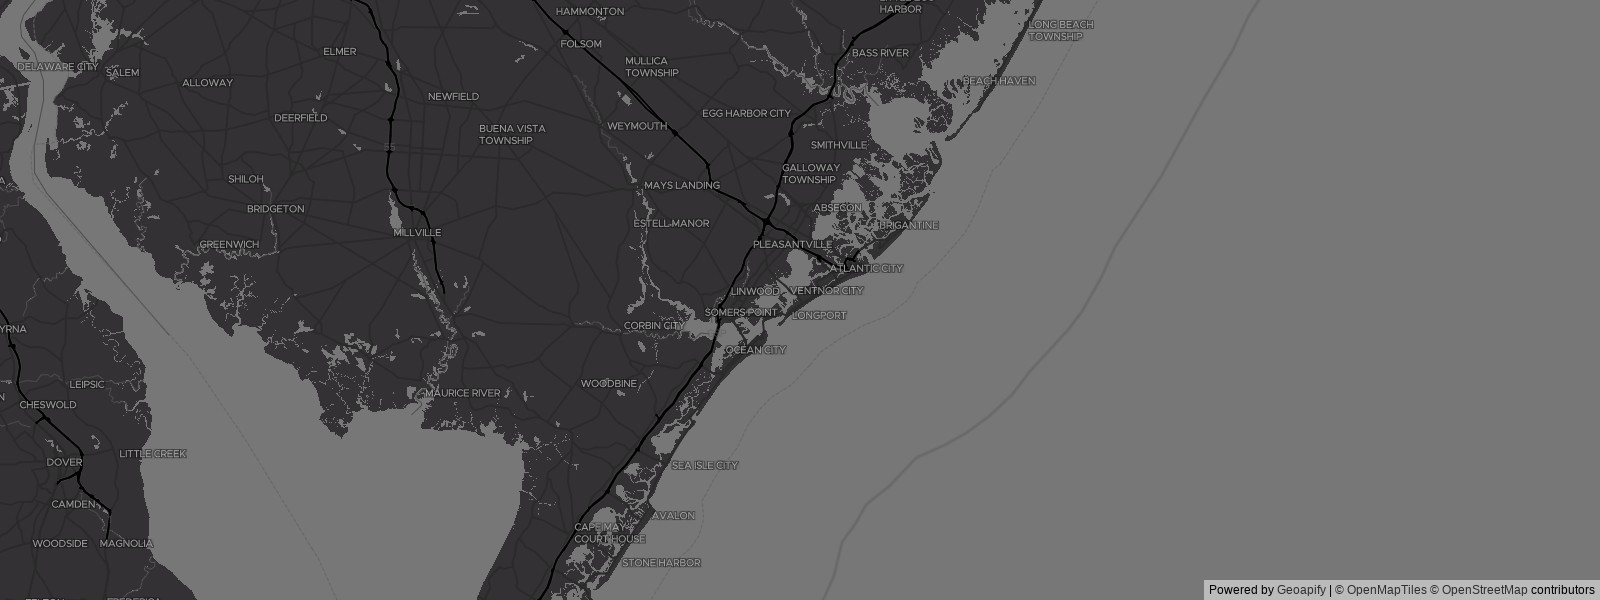 HAMMONTON
HARBOR
LONG BEACH
TOWNSHIP
FOLSOM
ELMER
BASS RIVER
MULLICA
TOWNSHIP
DELAWARE CITY
SALEM
ALLOWAY
BEACH HAVEN
NEWFIELD
DEERFIELD
EGG HARBOR CITY
BUENA VISTA
TOWNSHIP
WEYMOUTH
55
SMITHVILLE
GALLOWAY
TOWNSHIP
SHILOH
MAYS LANDING
BRIDGETON
ABSECON
ESTELL MANOR
BRIGANTINE
MILLVILLE
GREENWICH
PLEASANTVILLE
ATLANTIC CITY
LINWOOD
VENTNOR CITY
SOMERS POINT
LONGPORT
CORBIN CITY
YRNA
OCEAN CITY
LEIPSIC
WOODBINE
MAURICE RIVER
CHESWOLD
LITTLE CREEK
DOVER
SEA ISLE CITY
CAMDEN
AVALON
CAPE MAY
COURT HOUSE
WOODSIDE
MAGNOLIA
STONE HARBOR
Powered by Geoapify | © OpenMapTiles © OpenStreetMap contributors